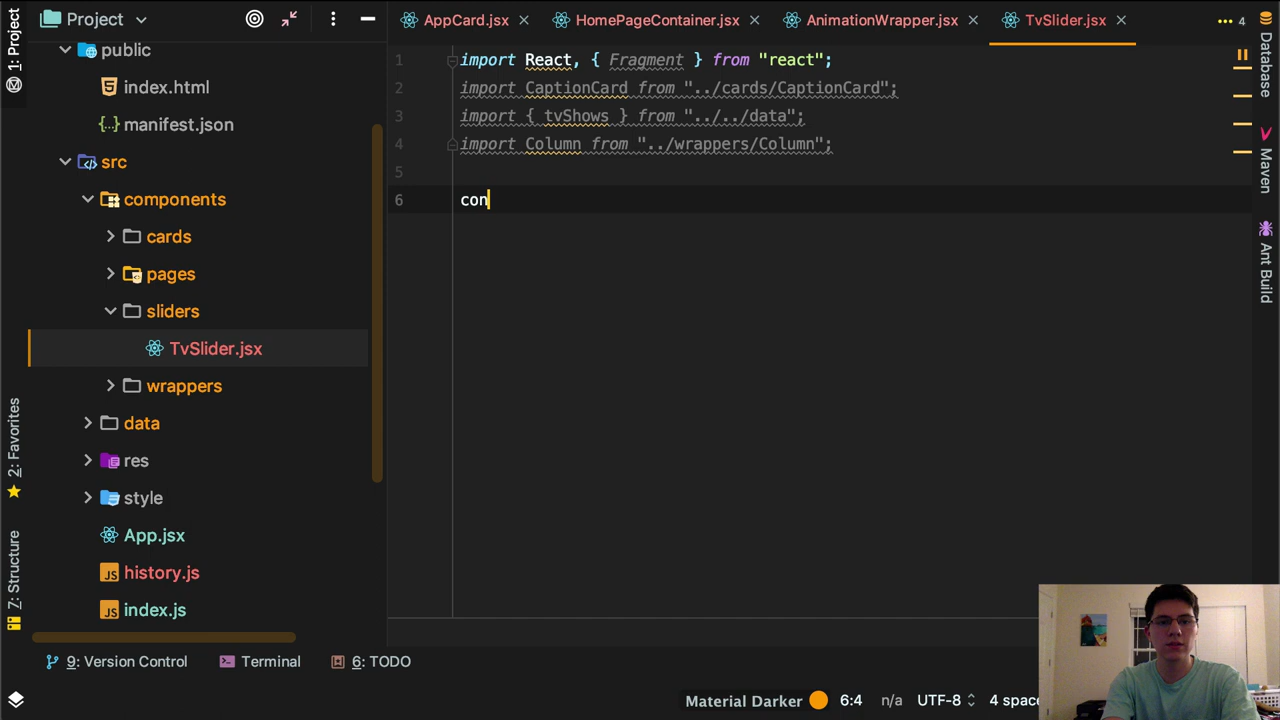 1: Project
Project
AppCard.jsx
HomePageContainer.jsx
AnimationWrapper.jsx
TvSlider.jsx
4
public
index.html
manifest.json
src
components
cards
pages
sliders
TvSlider.jsx
wrappers
data
res
style
App.jsx
history.js
index.js
1 import React, { Fragment } from "react";
2 import CaptionCard from "../cards/CaptionCard";
3 import { tvShows } from "../../data";
4 import Column from "../wrappers/Column";
5
6 con
Database
Maven
Ant Build
2: Favorites
7: Structure
9: Version Control
Terminal
6: TODO
Material Darker 6:4 n/a UTF-8 4 spac